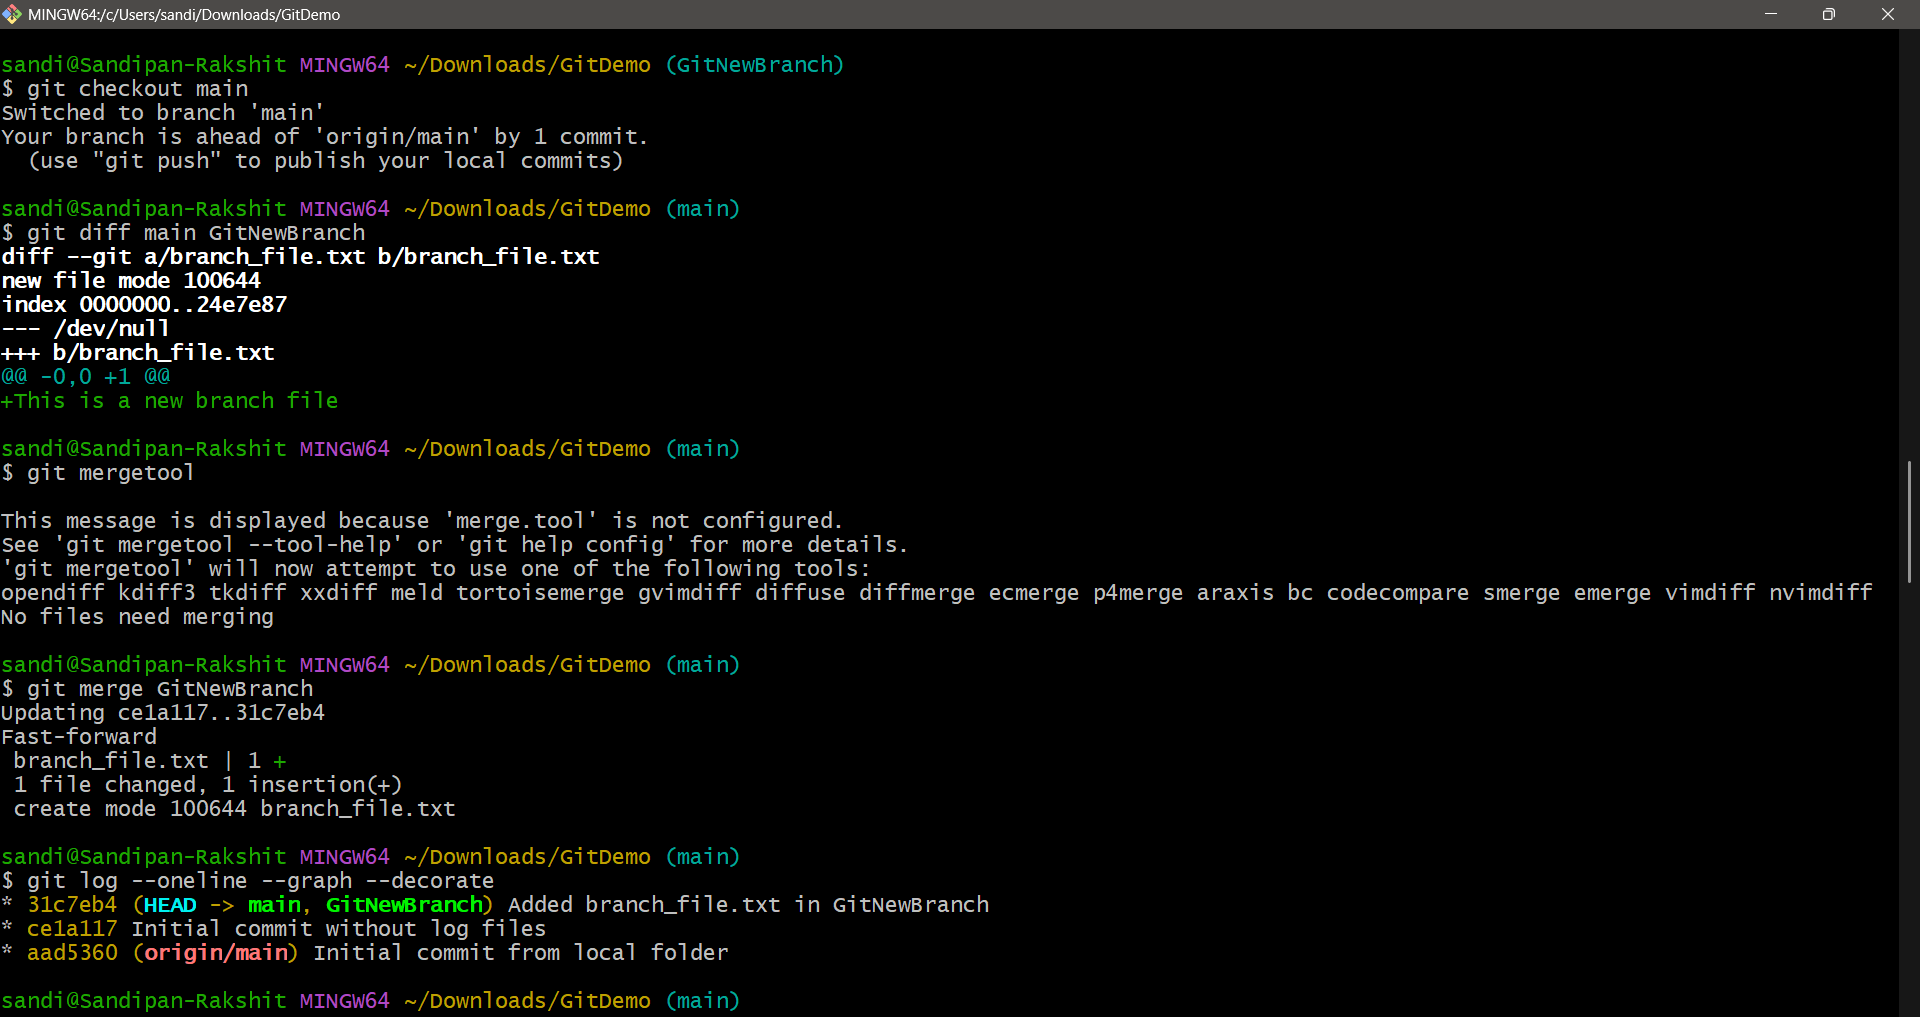 MINGW64:/c/Users/sandi/Downloads/GitDemo
sandi@Sandipan-Rakshit MINGW64 ~/Downloads/GitDemo (GitNewBranch)
$ git checkout main
Switched to branch 'main'
Your branch is ahead of 'origin/main' by 1 commit.
  (use "git push" to publish your local commits)
sandi@Sandipan-Rakshit MINGW64 ~/Downloads/GitDemo (main)
$ git diff main GitNewBranch
diff --git a/branch_file.txt b/branch_file.txt
new file mode 100644
index 0000000..24e7e87
--- /dev/null
+++ b/branch_file.txt
@@ -0,0 +1 @@
+This is a new branch file
sandi@Sandipan-Rakshit MINGW64 ~/Downloads/GitDemo (main)
$ git mergetool
This message is displayed because 'merge.tool' is not configured.
See 'git mergetool --tool-help' or 'git help config' for more details.
'git mergetool' will now attempt to use one of the following tools:
opendiff kdiff3 tkdiff xxdiff meld tortoisemerge gvimdiff diffuse diffmerge ecmerge p4merge araxis bc codecompare smerge emerge vimdiff nvimdiff
No files need merging
sandi@Sandipan-Rakshit MINGW64 ~/Downloads/GitDemo (main)
$ git merge GitNewBranch
Updating ce1a117..31c7eb4
Fast-forward
 branch_file.txt | 1 +
 1 file changed, 1 insertion(+)
 create mode 100644 branch_file.txt
sandi@Sandipan-Rakshit MINGW64 ~/Downloads/GitDemo (main)
$ git log --oneline --graph --decorate
* 31c7eb4 (HEAD -> main, GitNewBranch) Added branch_file.txt in GitNewBranch
* ce1a117 Initial commit without log files
* aad5360 (origin/main) Initial commit from local folder
sandi@Sandipan-Rakshit MINGW64 ~/Downloads/GitDemo (main)